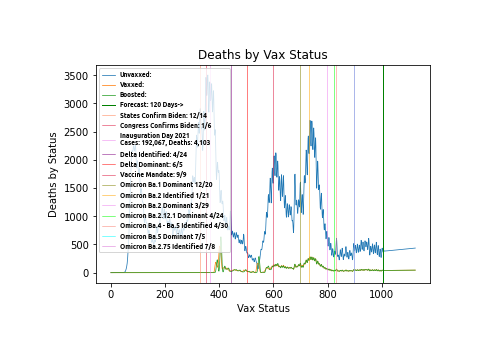 Deaths by Vax Status
Deaths by Status
3500
3000
2500
2000
1500
1000
500
0
Unvaxxed:
Vaxxed:
Boosted:
Forecast: 120 Days->
States Confirm Biden: 12/14
Congress Confirms Biden: 1/6
Inauguration Day 2021
Cases: 192,067, Deaths: 4,103
Delta Identified: 4/24
Delta Dominant: 6/5
Vaccine Mandate: 9/9
Omicron Ba.1 Dominant 12/20
Omicron Ba.2 Identified 1/21
Omicron Ba.2 Dominant 3/29
Omicron Ba.2.12.1 Dominant 4/24
Omicron Ba.4 - Ba.5 Identified 4/30
Omicron Ba.5 Dominant 7/5
Omicron Ba.2.75 Identified 7/8
0 200 400 600 800 1000
Vax Status